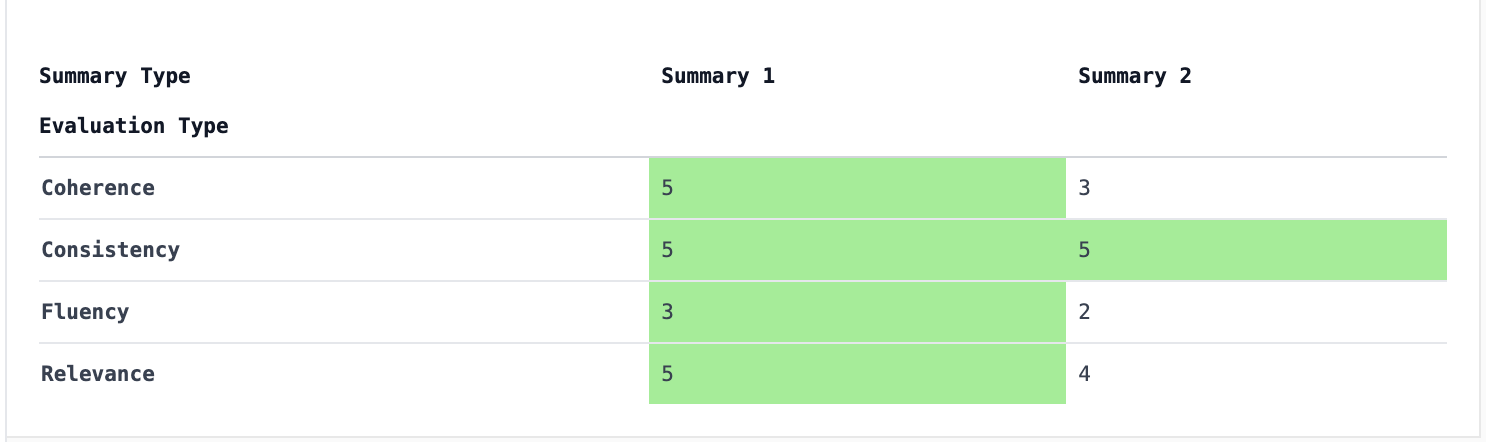 Summary Type Summary 1 Summary 2
Evaluation Type
Coherence 5 3
Consistency 5 5
Fluency 3 2
Relevance 5 4